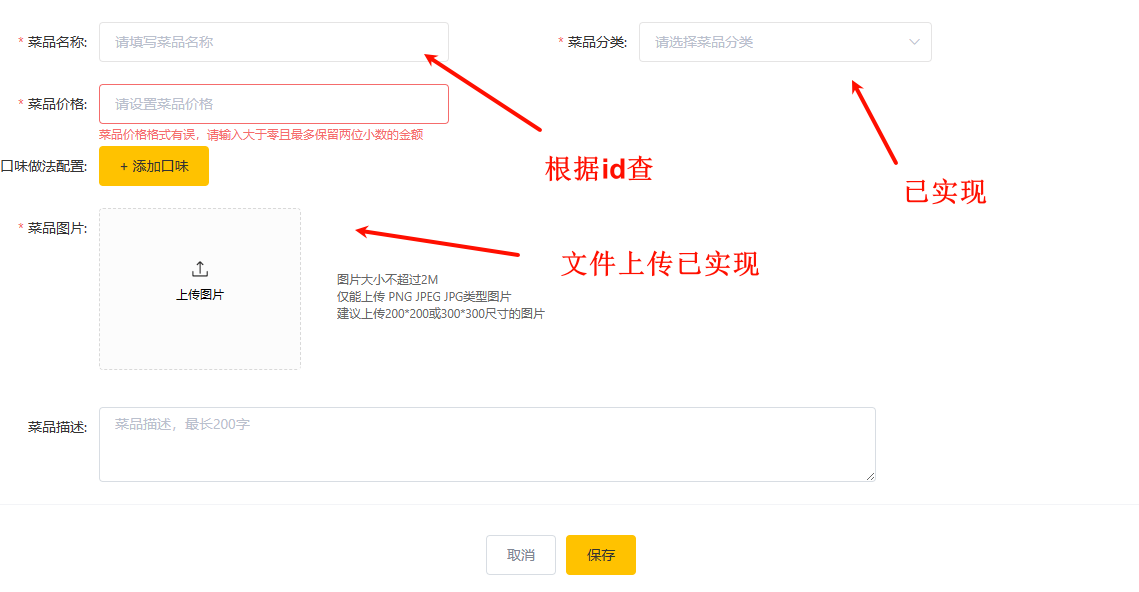 * 菜品名称: 请填写菜品名称 * 菜品分类: 请选择菜品分类
* 菜品价格: 请设置菜品价格
菜品价格格式有误，请输入大于零且最多保留两位小数的金额
口味做法配置: + 添加口味
根据id查
已实现
* 菜品图片:
上传图片
文件上传已实现
图片大小不超过2M
仅能上传 PNG JPEG JPG类型图片
建议上传200*200或300*300尺寸的图片
菜品描述: 菜品描述，最长200字
取消 保存